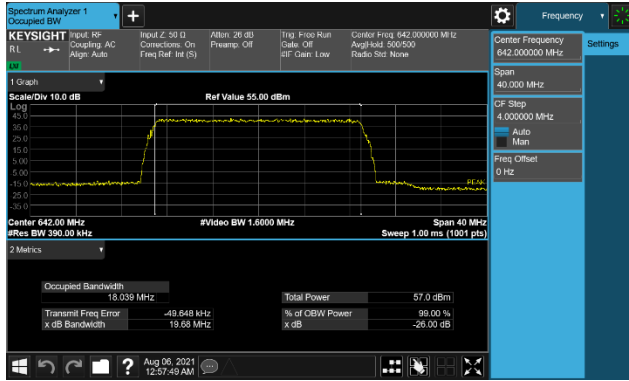 Spectrum Analyzer 1
Occupied BW
Frequency
KEYSIGHT
RL
Input: RF
Coupling: AC
Align: Auto
Input Z: 50 Ω
Corrections: On
Freq Ref: Int (S)
Atten: 26 dB
Preamp: Off
Trig: Free Run
Gate: Off
#IF Gain: Low
Center Freq: 642.000000 MHz
Avg|Hold: 500/500
Radio Std: None
Center Frequency
642.000000 MHz
Settings
Span
40.000 MHz
CF Step
4.000000 MHz
Auto
Man
Freq Offset
0 Hz
1 Graph
Scale/Div 10.0 dB
Ref Value 55.00 dBm
Log
45.0
35.0
25.0
15.0
5.00
-5.00
-15.0
-25.0
-35.0
PEAK
Center 642.00 MHz
#Video BW 1.6000 MHz
Span 40 MHz
#Res BW 390.00 kHz
Sweep 1.00 ms (1001 pts)
2 Metrics
Occupied Bandwidth
18.039 MHz
Total Power
57.0 dBm
Transmit Freq Error
-49.648 kHz
% of OBW Power
99.00 %
x dB Bandwidth
19.68 MHz
x dB
-26.00 dB
?
Aug 06, 2021
12:57:49 AM